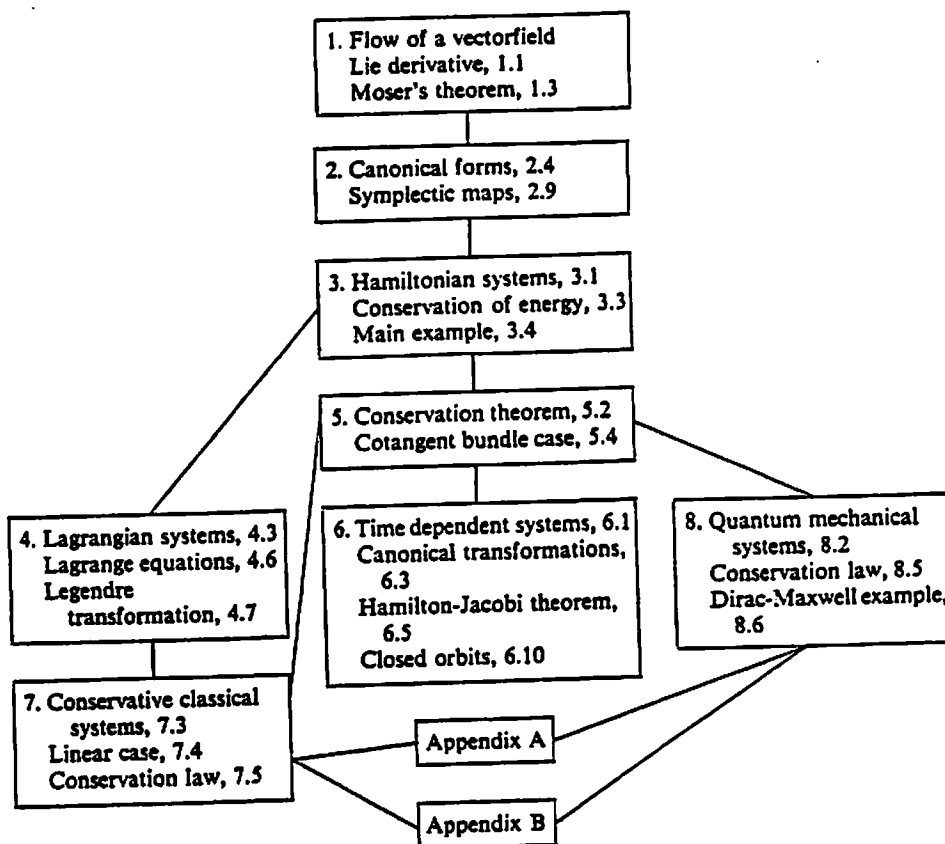 1. Flow of a vectorfield
Lie derivative, 1.1
Moser's theorem, 1.3
2. Canonical forms, 2.4
Symplectic maps, 2.9
3. Hamiltonian systems, 3.1
Conservation of energy, 3.3
Main example, 3.4
5. Conservation theorem, 5.2
Cotangent bundle case, 5.4
4. Lagrangian systems, 4.3
Lagrange equations, 4.6
Legendre
transformation, 4.7
6. Time dependent systems, 6.1
Canonical transformations,
6.3
Hamilton-Jacobi theorem,
6.5
Closed orbits, 6.10
8. Quantum mechanical
systems, 8.2
Conservation law, 8.5
Dirac-Maxwell example,
8.6
7. Conservative classical
systems, 7.3
Linear case, 7.4
Conservation law, 7.5
Appendix A
Appendix B